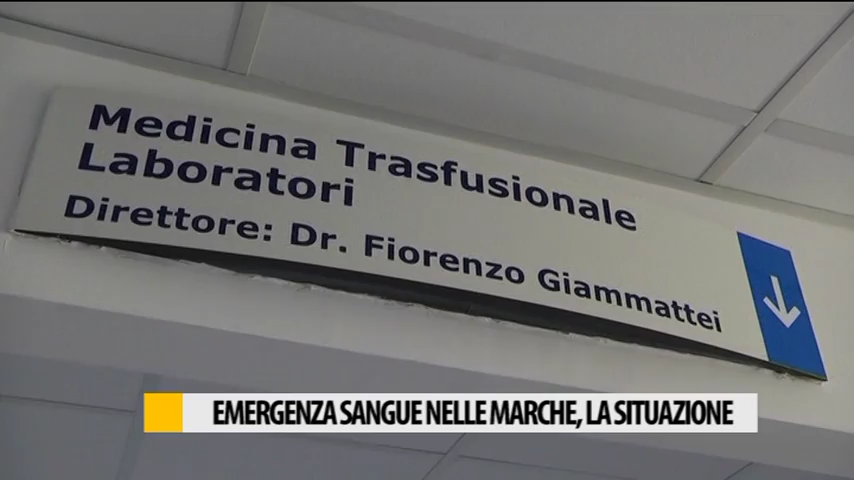 Medicina Trasfusionale
Laboratori
Direttore: Dr. Fiorenzo Giammattei
EMERGENZA SANGUE NELLE MARCHE, LA SITUAZIONE